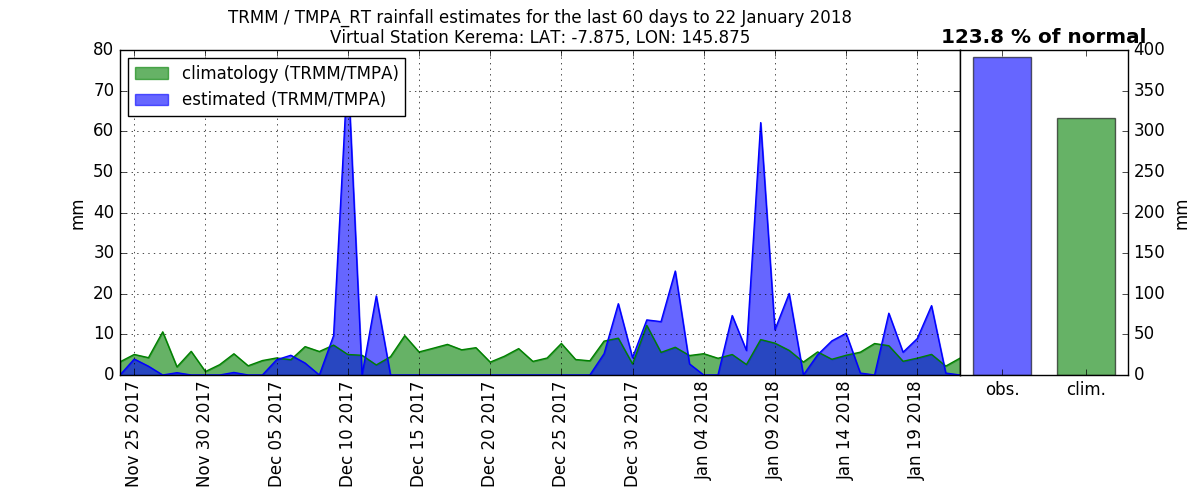 TRMM / TMPA_RT rainfall estimates for the last 60 days to 22 January 2018
Virtual Station Kerema: LAT: -7.875, LON: 145.875
123.8 % of normal
climatology (TRMM/TMPA)
estimated (TRMM/TMPA)
80
70
60
50
40
30
20
10
0
mm
400
350
300
250
200
150
100
50
0
mm
Nov 25 2017
Nov 30 2017
Dec 05 2017
Dec 10 2017
Dec 15 2017
Dec 20 2017
Dec 25 2017
Dec 30 2017
Jan 04 2018
Jan 09 2018
Jan 14 2018
Jan 19 2018
obs.
clim.